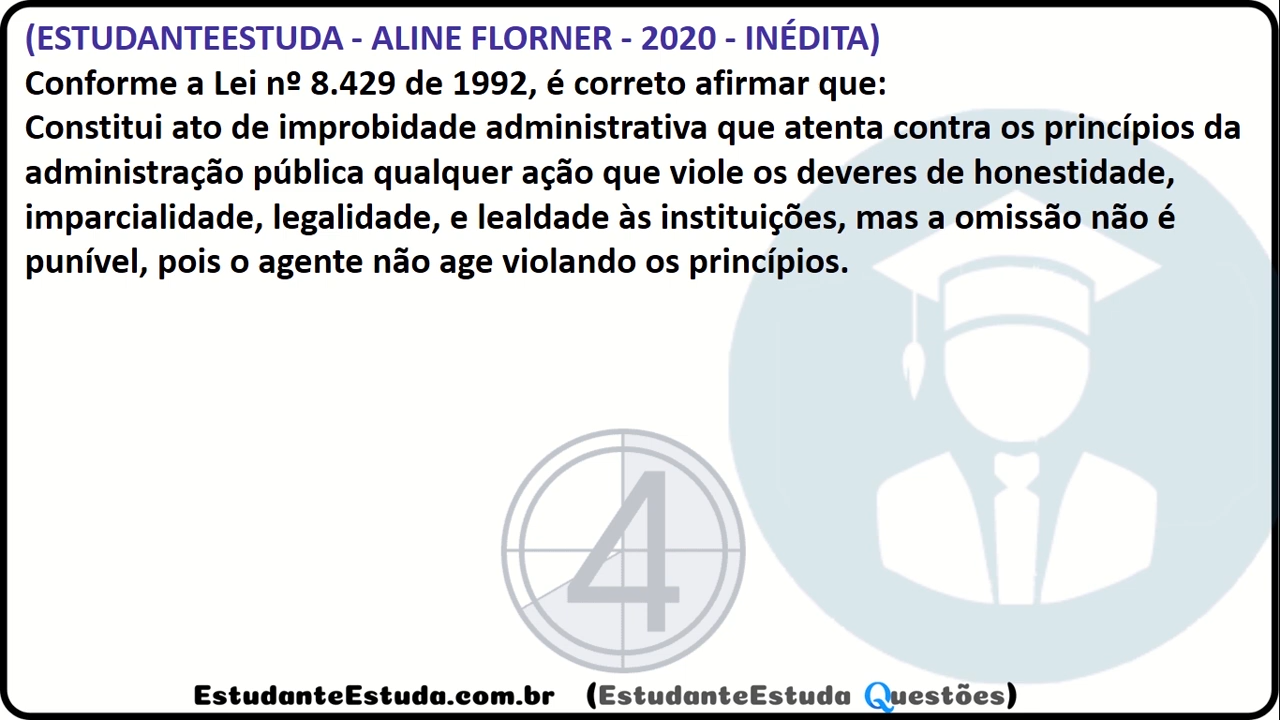 (ESTUDANTEESTUDA - ALINE FLORNER - 2020 - INÉDITA)
Conforme a Lei nº 8.429 de 1992, é correto afirmar que:
Constitui ato de improbidade administrativa que atenta contra os princípios da
administração pública qualquer ação que viole os deveres de honestidade,
imparcialidade, legalidade, e lealdade às instituições, mas a omissão não é
punível, pois o agente não age violando os princípios.
4
EstudanteEstuda.com.br (EstudanteEstuda Questões)